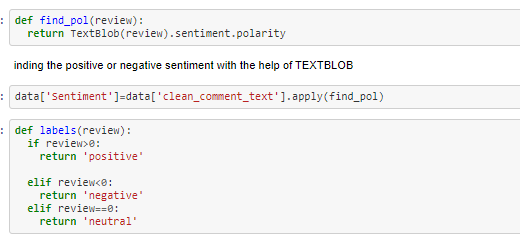 : def find_pol(review):
return TextBlob(review).sentiment.polarity
inding the positive or negative sentiment with the help of TEXTBLOB
: data['Sentiment']=data['clean_comment_text'].apply(find_pol)
: def labels(review):
if review>0:
return 'positive'
elif review<0:
return 'negative'
elif review==0:
return 'neutral'